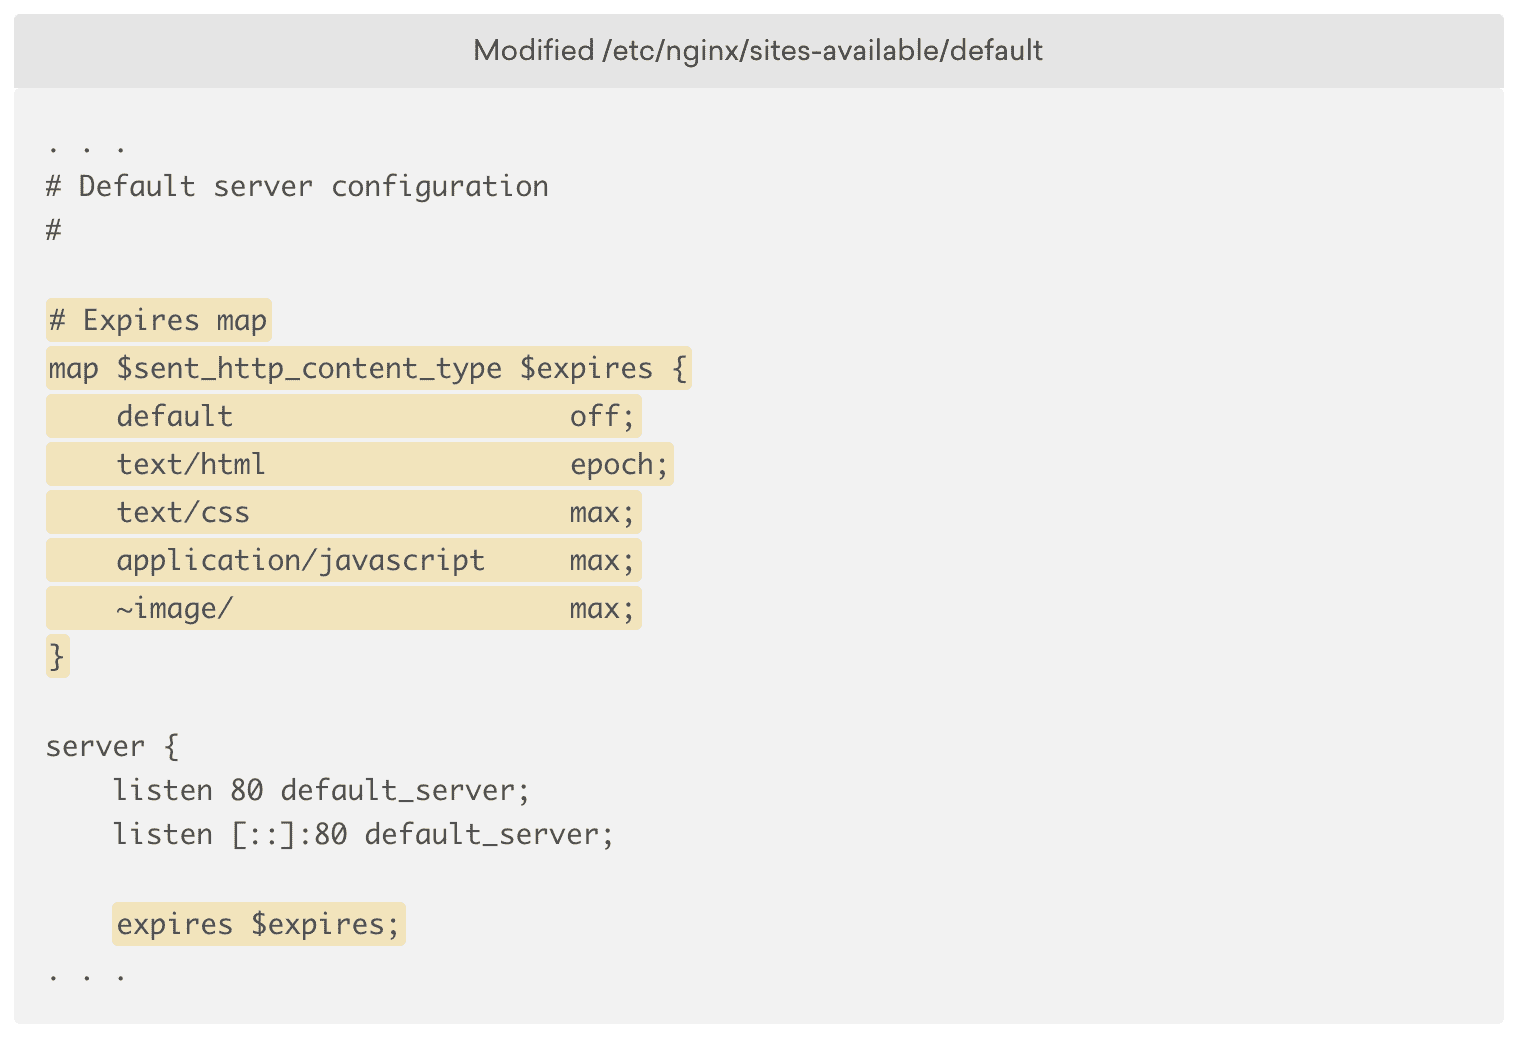 Modified /etc/nginx/sites-available/default
. . .
# Default server configuration
#
# Expires map
map $sent_http_content_type $expires {
    default                    off;
    text/html                  epoch;
    text/css                   max;
    application/javascript     max;
    ~image/                    max;
}
server {
    listen 80 default_server;
    listen [::]:80 default_server;
    expires $expires;
. . .